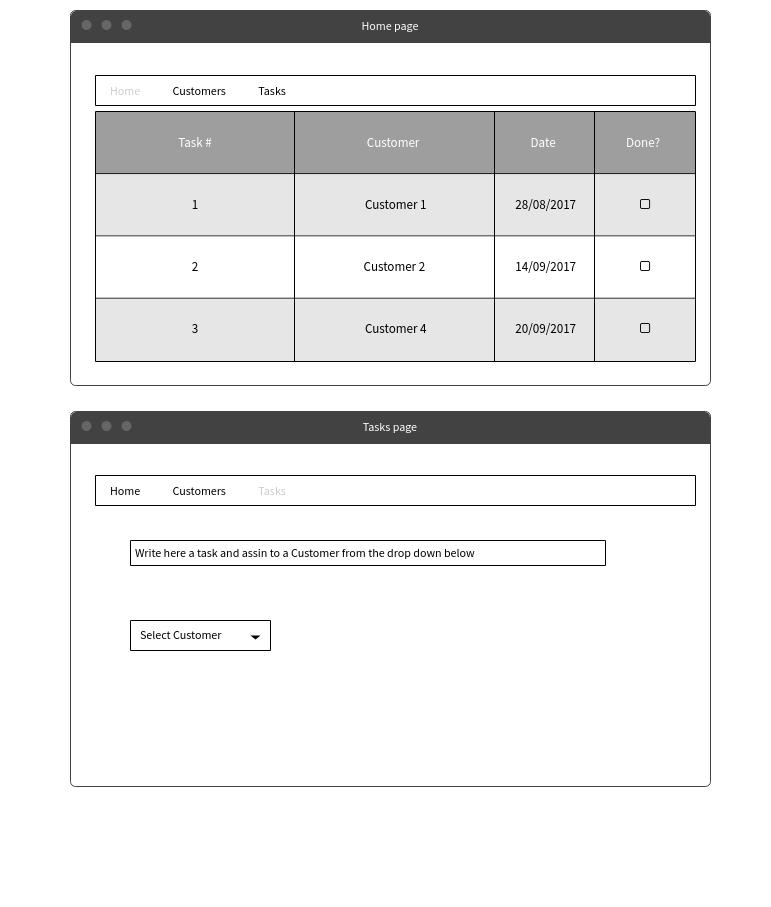 Home page
Home Customers Tasks
Task # Customer Date Done?
1 Customer 1 28/08/2017
2 Customer 2 14/09/2017
3 Customer 4 20/09/2017
Tasks page
Home Customers Tasks
Write here a task and assin to a Customer from the drop down below
Select Customer